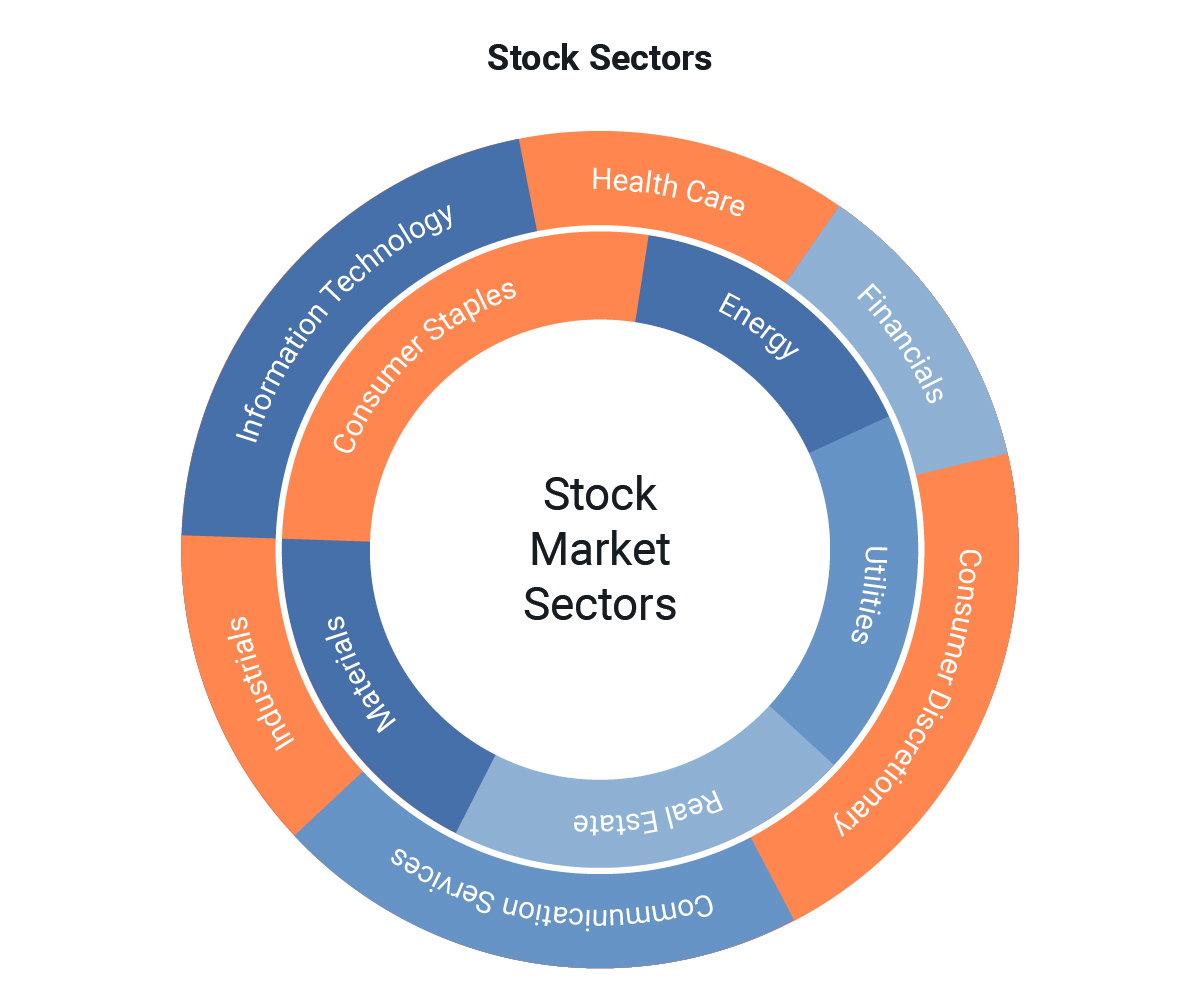 Stock Sectors
Health Care
Financials
Consumer Discretionary
Communication Services
Industrials
Information Technology
Energy
Utilities
Real Estate
Materials
Consumer Staples
Stock
Market
Sectors